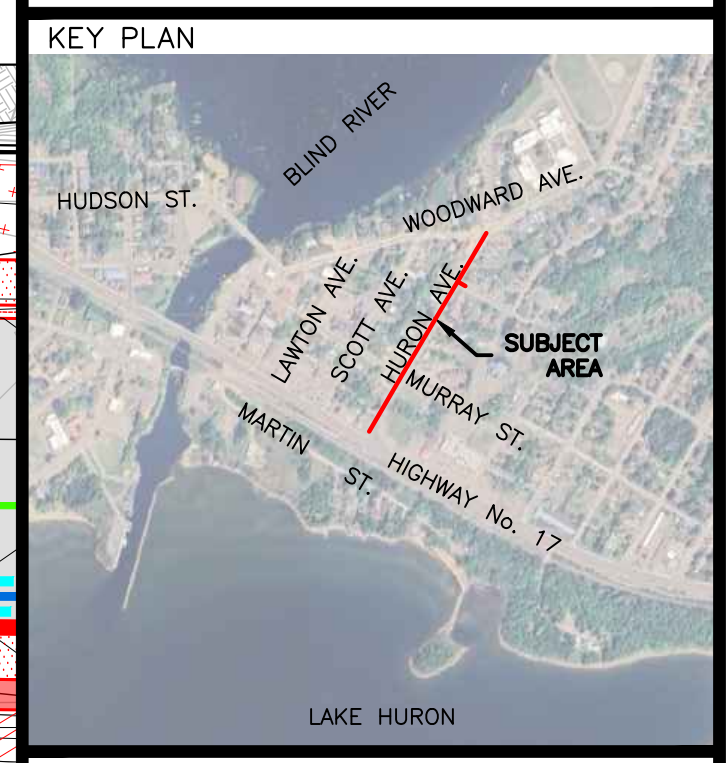 KEY PLAN
BLIND RIVER
HUDSON ST.
WOODWARD AVE.
LAWTON AVE.
SCOTT AVE.
HURON AVE.
SUBJECT
AREA
MURRAY ST.
MARTIN ST.
HIGHWAY No. 17
LAKE HURON